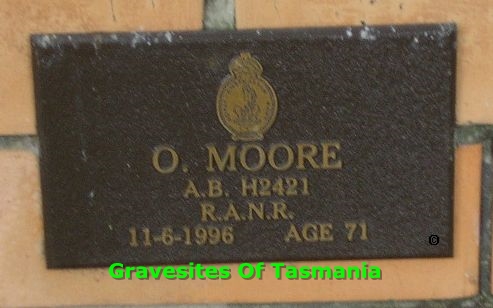 O. MOORE
A.B. H2421
R.A.N.R.
11-6-1996 AGE 71
©
Gravesites Of Tasmania